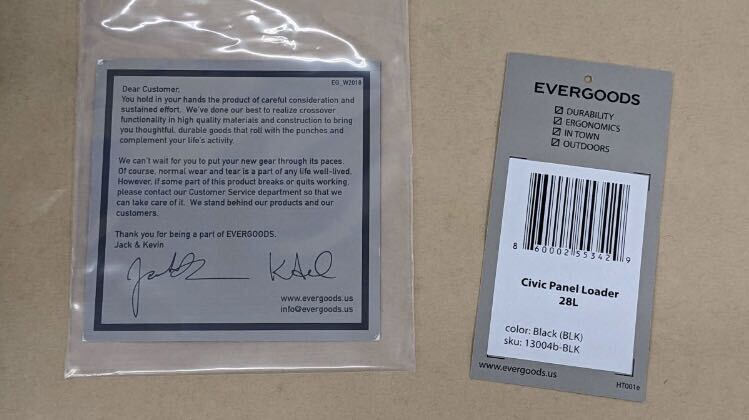 EG_W2018
Dear Customer,
You hold in your hands the product of careful consideration and
sustained effort. We've done our best to realize crossover
functionality in high quality materials and construction to bring
you thoughtful, durable goods that roll with the punches and
complement your life's activity.
We can't wait for you to put your new gear through its paces.
Of course, normal wear and tear is a part of any life well-lived.
However, if some part of this product breaks or quits working,
please contact our Customer Service department so that we
can take care of it. We stand behind our products and our
customers.
Thank you for being a part of EVERGOODS.
Jack & Kevin
www.evergoods.us
info@evergoods.us
EVERGOODS
DURABILITY
ERGONOMICS
IN TOWN
OUTDOORS
8 60002 55342 9
Civic Panel Loader
28L
color: Black (BLK)
sku: 13004b-BLK
www.evergoods.us
HT001e